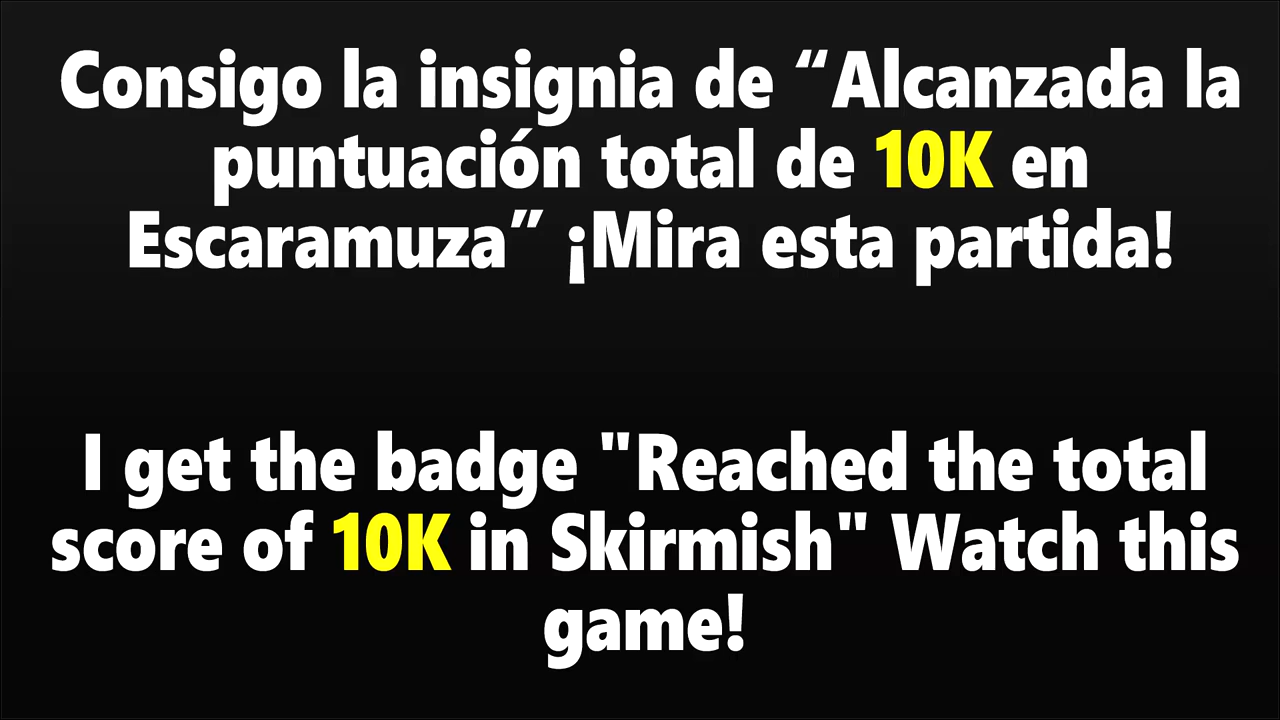 Consigo la insignia de “Alcanzada la
puntuación total de 10K en
Escaramuza” ¡Mira esta partida!
I get the badge "Reached the total
score of 10K in Skirmish" Watch this
game!